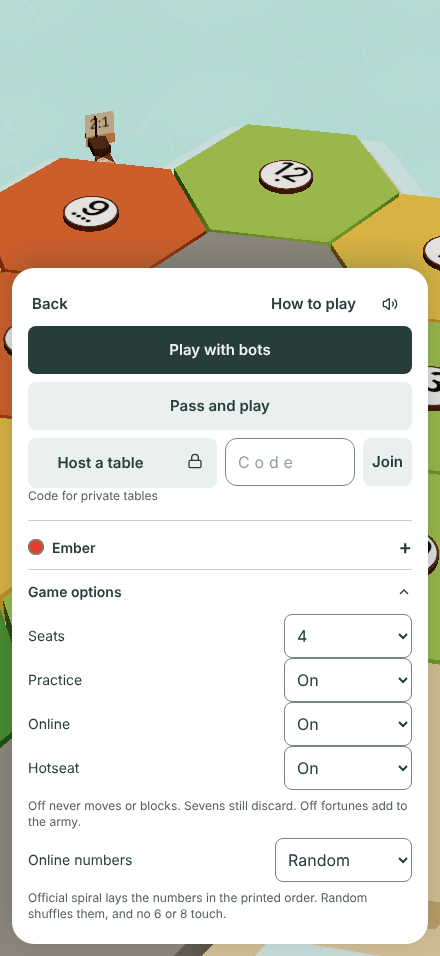 2:1
9
12
Back
How to play
Play with bots
Pass and play
Host a table
Code
Join
Code for private tables
Ember
+
Game options
Seats
4
Practice
On
Online
On
Hotseat
On
Off never moves or blocks. Sevens still discard. Off fortunes add to
the army.
Online numbers
Random
Official spiral lays the numbers in the printed order. Random
shuffles them, and no 6 or 8 touch.